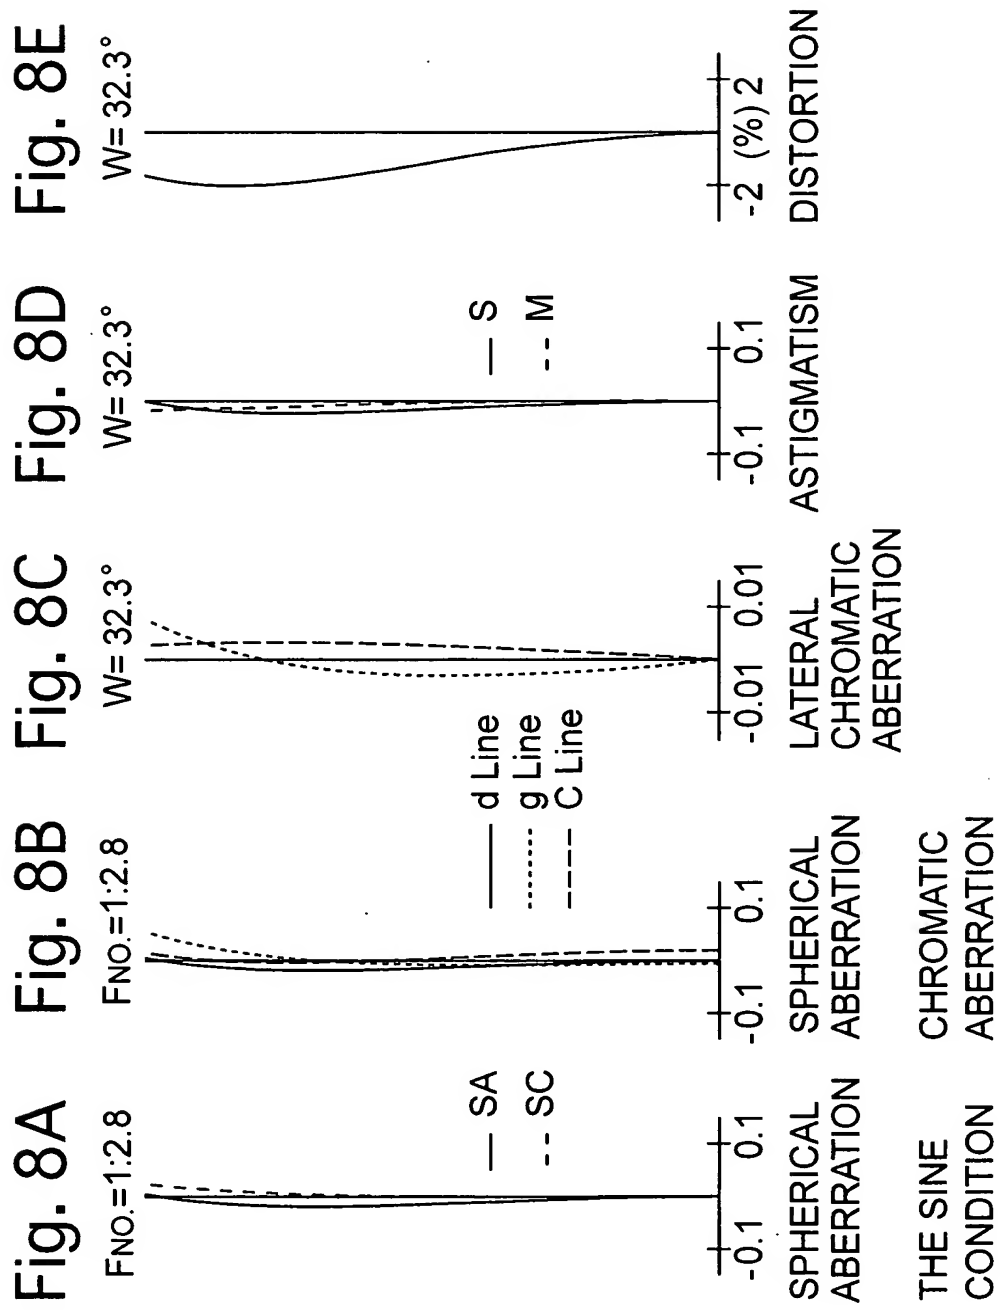 Fig. 8A
FNO.=1:2.8
SA
SC
-0.1
0.1
SPHERICAL
ABERRATION
THE SINE
CONDITION
Fig. 8B
FNO.=1:2.8
d Line
g Line
C Line
-0.1
0.1
SPHERICAL
ABERRATION
CHROMATIC
ABERRATION
Fig. 8C
W= 32.3°
-0.01
0.01
LATERAL
CHROMATIC
ABERRATION
Fig. 8D
W= 32.3°
S
M
-0.1
0.1
ASTIGMATISM
Fig. 8E
W= 32.3°
-2 (%) 2
DISTORTION